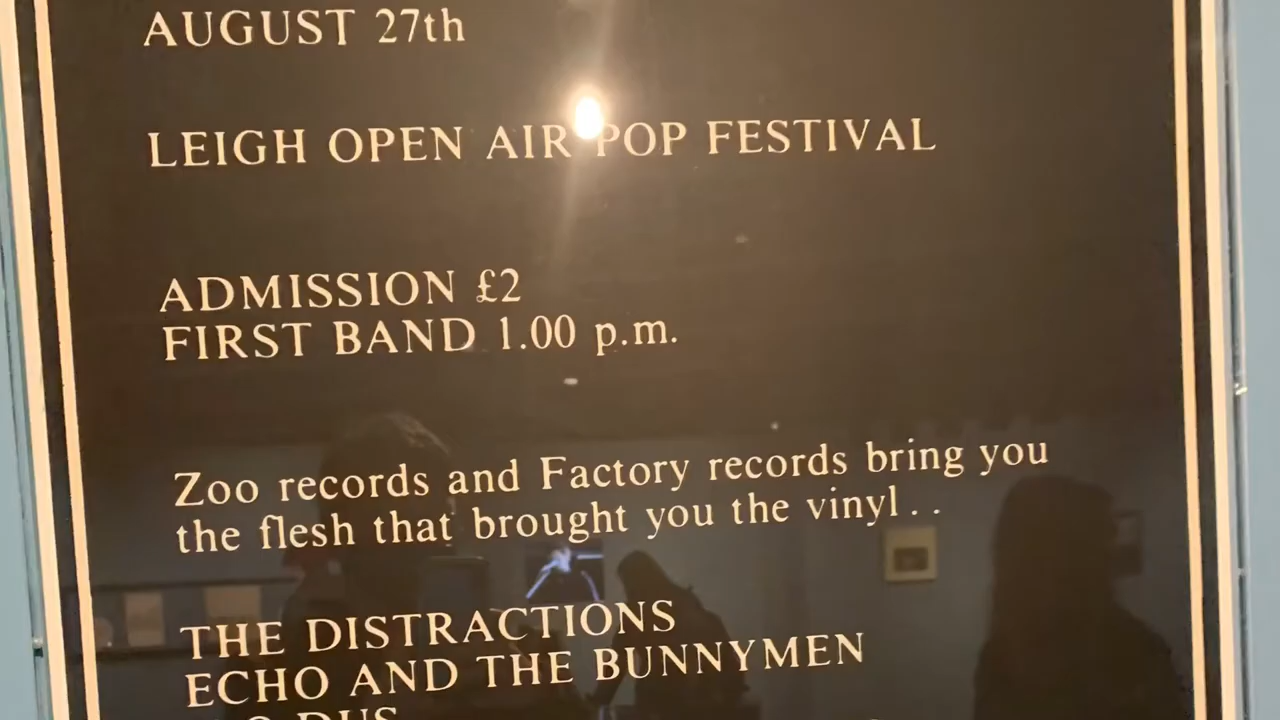 AUGUST 27th
LEIGH OPEN AIR POP FESTIVAL
ADMISSION £2
FIRST BAND 1.00 p.m.
Zoo records and Factory records bring you
the flesh that brought you the vinyl . .
THE DISTRACTIONS
ECHO AND THE BUNNYMEN